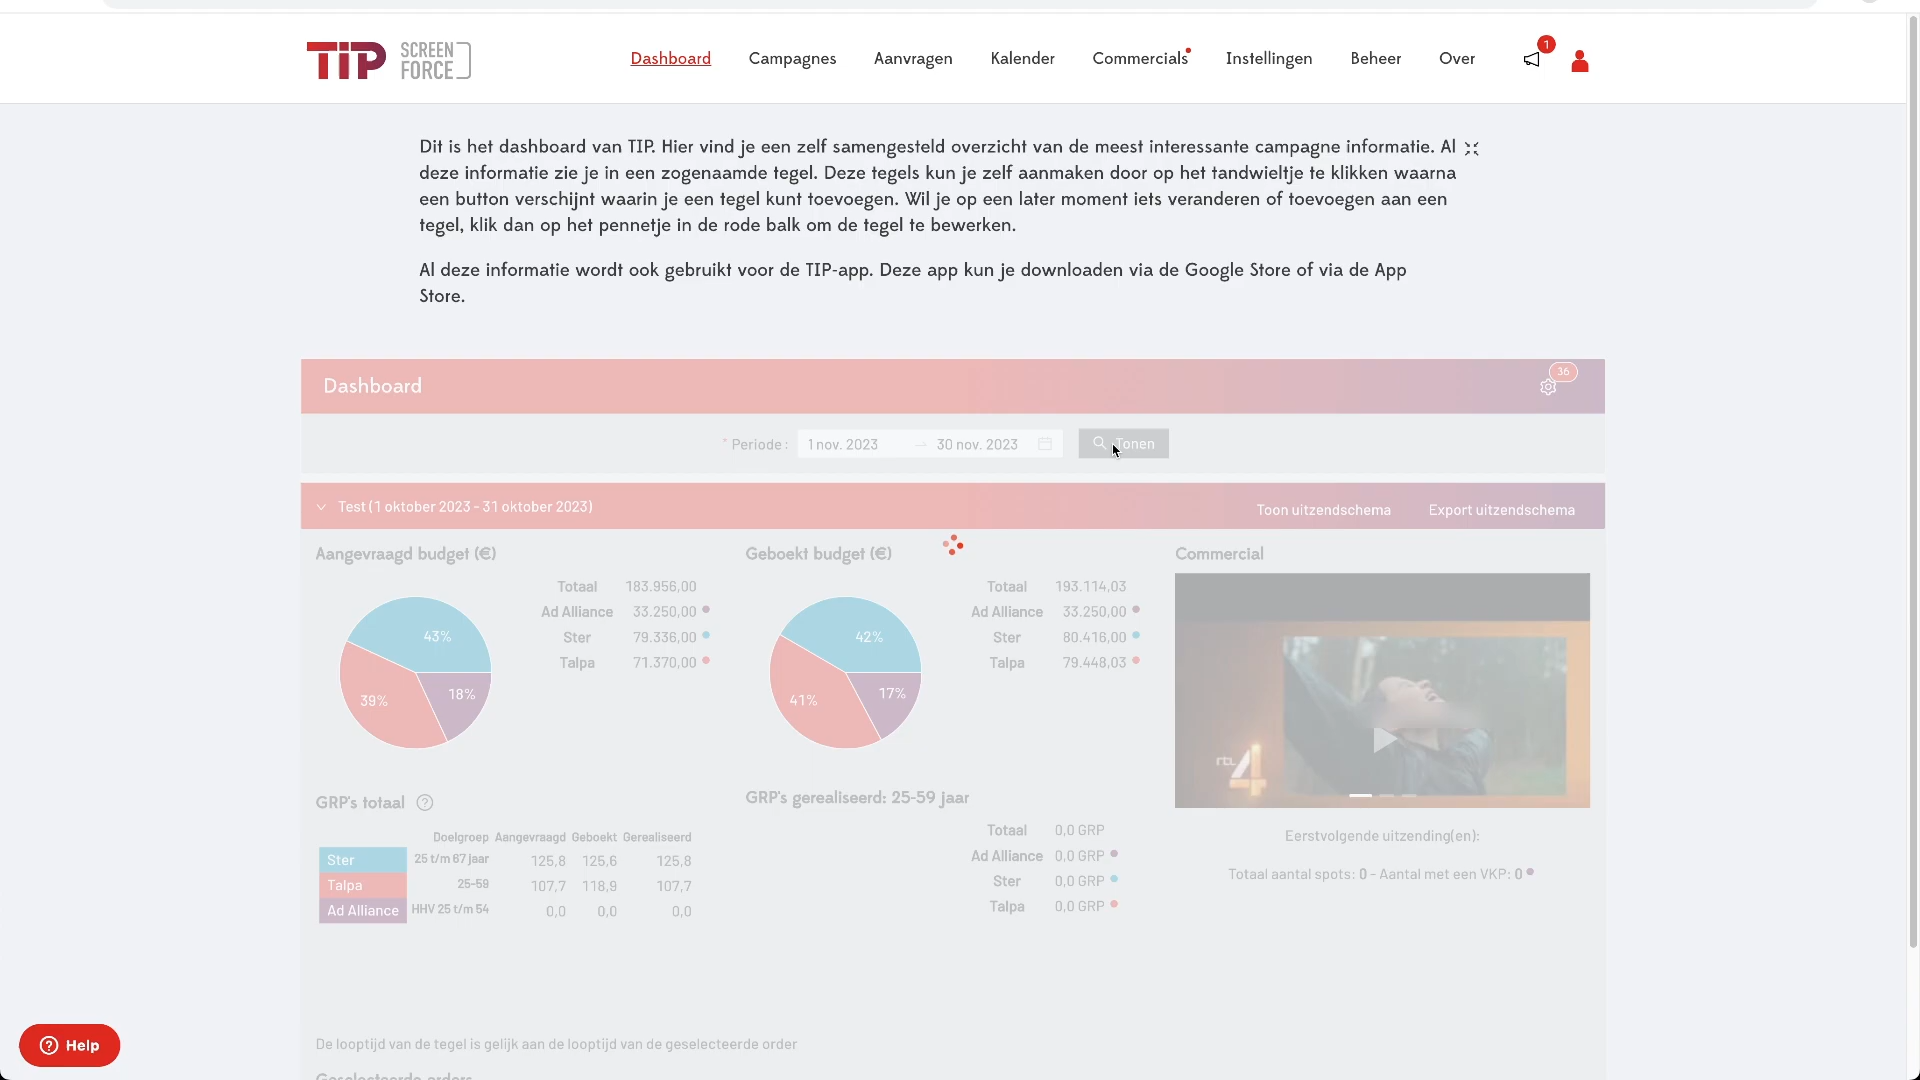 TIP SCREEN FORCE
Dashboard Campagnes Aanvragen Kalender Commercials Instellingen Beheer Over 1
Dit is het dashboard van TIP. Hier vind je een zelf samengesteld overzicht van de meest interessante campagne informatie. Al
deze informatie zie je in een zogenaamde tegel. Deze tegels kun je zelf aanmaken door op het tandwieltje te klikken waarna
een button verschijnt waarin je een tegel kunt toevoegen. Wil je op een later moment iets veranderen of toevoegen aan een
tegel, klik dan op het pennetje in de rode balk om de tegel te bewerken.
Al deze informatie wordt ook gebruikt voor de TIP-app. Deze app kun je downloaden via de Google Store of via de App
Store.
Dashboard 36
* Periode : 1 nov. 2023 → 30 nov. 2023 Tonen
Test (1 oktober 2023 - 31 oktober 2023) Toon uitzendschema Export uitzendschema
Aangevraagd budget (€)
Totaal 183.956,00
Ad Alliance 33.250,00
Ster 79.336,00
Talpa 71.370,00
43%
39%
18%
Geboekt budget (€)
Totaal 193.114,03
Ad Alliance 33.250,00
Ster 80.416,00
Talpa 79.448,03
42%
41%
17%
Commercial
rtl 4
Eerstvolgende uitzending(en):
Totaal aantal spots: 0 - Aantal met een VKP: 0
GRP's totaal ?
Doelgroep Aangevraagd Geboekt Gerealiseerd
Ster 25 t/m 67 jaar 125,8 125,6 125,8
Talpa 25-59 107,7 118,9 107,7
Ad Alliance HHV 25 t/m 54 0,0 0,0 0,0
GRP's gerealiseerd: 25-59 jaar
Totaal 0,0 GRP
Ad Alliance 0,0 GRP
Ster 0,0 GRP
Talpa 0,0 GRP
De looptijd van de tegel is gelijk aan de looptijd van de geselecteerde order
Geselecteerde orders
? Help